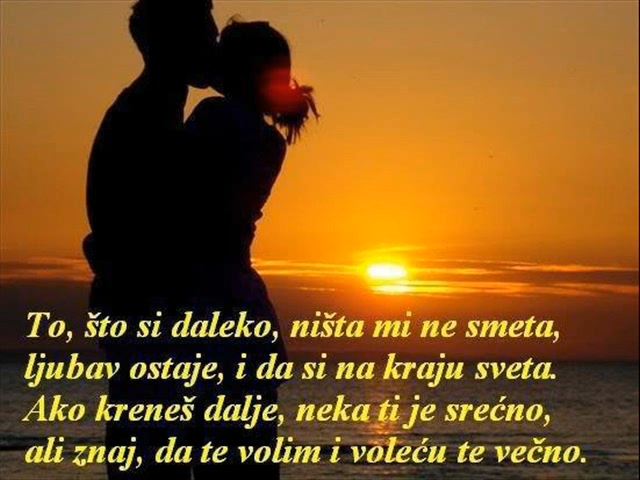 To, što si daleko, ništa mi ne smeta,
ljubav ostaje, i da si na kraju sveta.
Ako kreneš dalje, neka ti je srećno,
ali znaj, da te volim i voleću te večno.